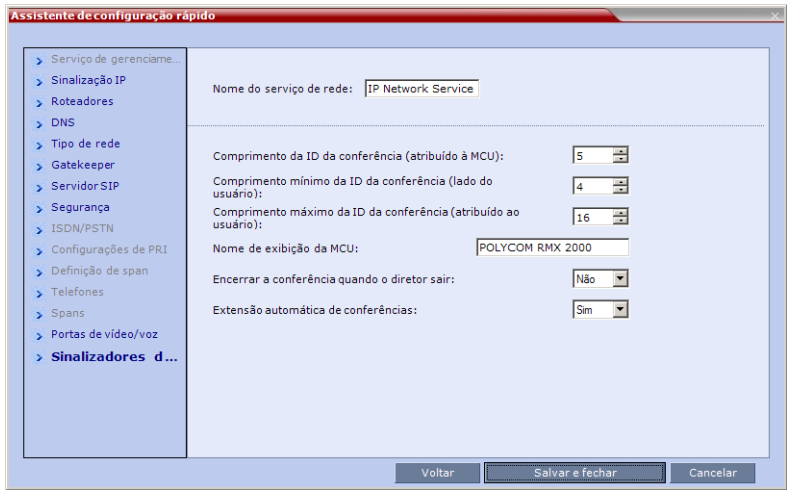 Assistente de configuração rápido
Serviço de gerenciame...
Sinalização IP
Roteadores
DNS
Tipo de rede
Gatekeeper
Servidor SIP
Segurança
ISDN/PSTN
Configurações de PRI
Definição de span
Telefones
Spans
Portas de vídeo/voz
Sinalizadores d...
Nome do serviço de rede: IP Network Service
Comprimento da ID da conferência (atribuído à MCU): 5
Comprimento mínimo da ID da conferência (lado do
usuário): 4
Comprimento máximo da ID da conferência (atribuído ao
usuário): 16
Nome de exibição da MCU: POLYCOM RMX 2000
Encerrar a conferência quando o diretor sair: Não
Extensão automática de conferências: Sim
Voltar Salvar e fechar Cancelar